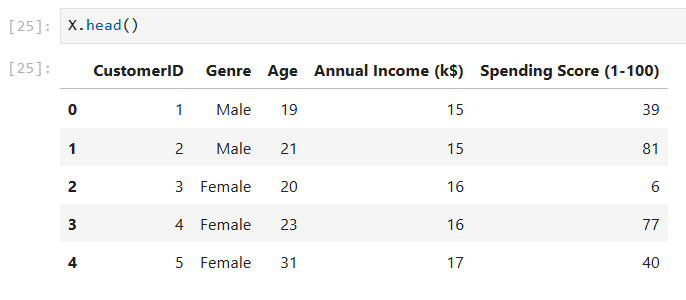 [25]: X.head()
[25]: CustomerID Genre Age Annual Income (k$) Spending Score (1-100)
0 1 Male 19 15 39
1 2 Male 21 15 81
2 3 Female 20 16 6
3 4 Female 23 16 77
4 5 Female 31 17 40